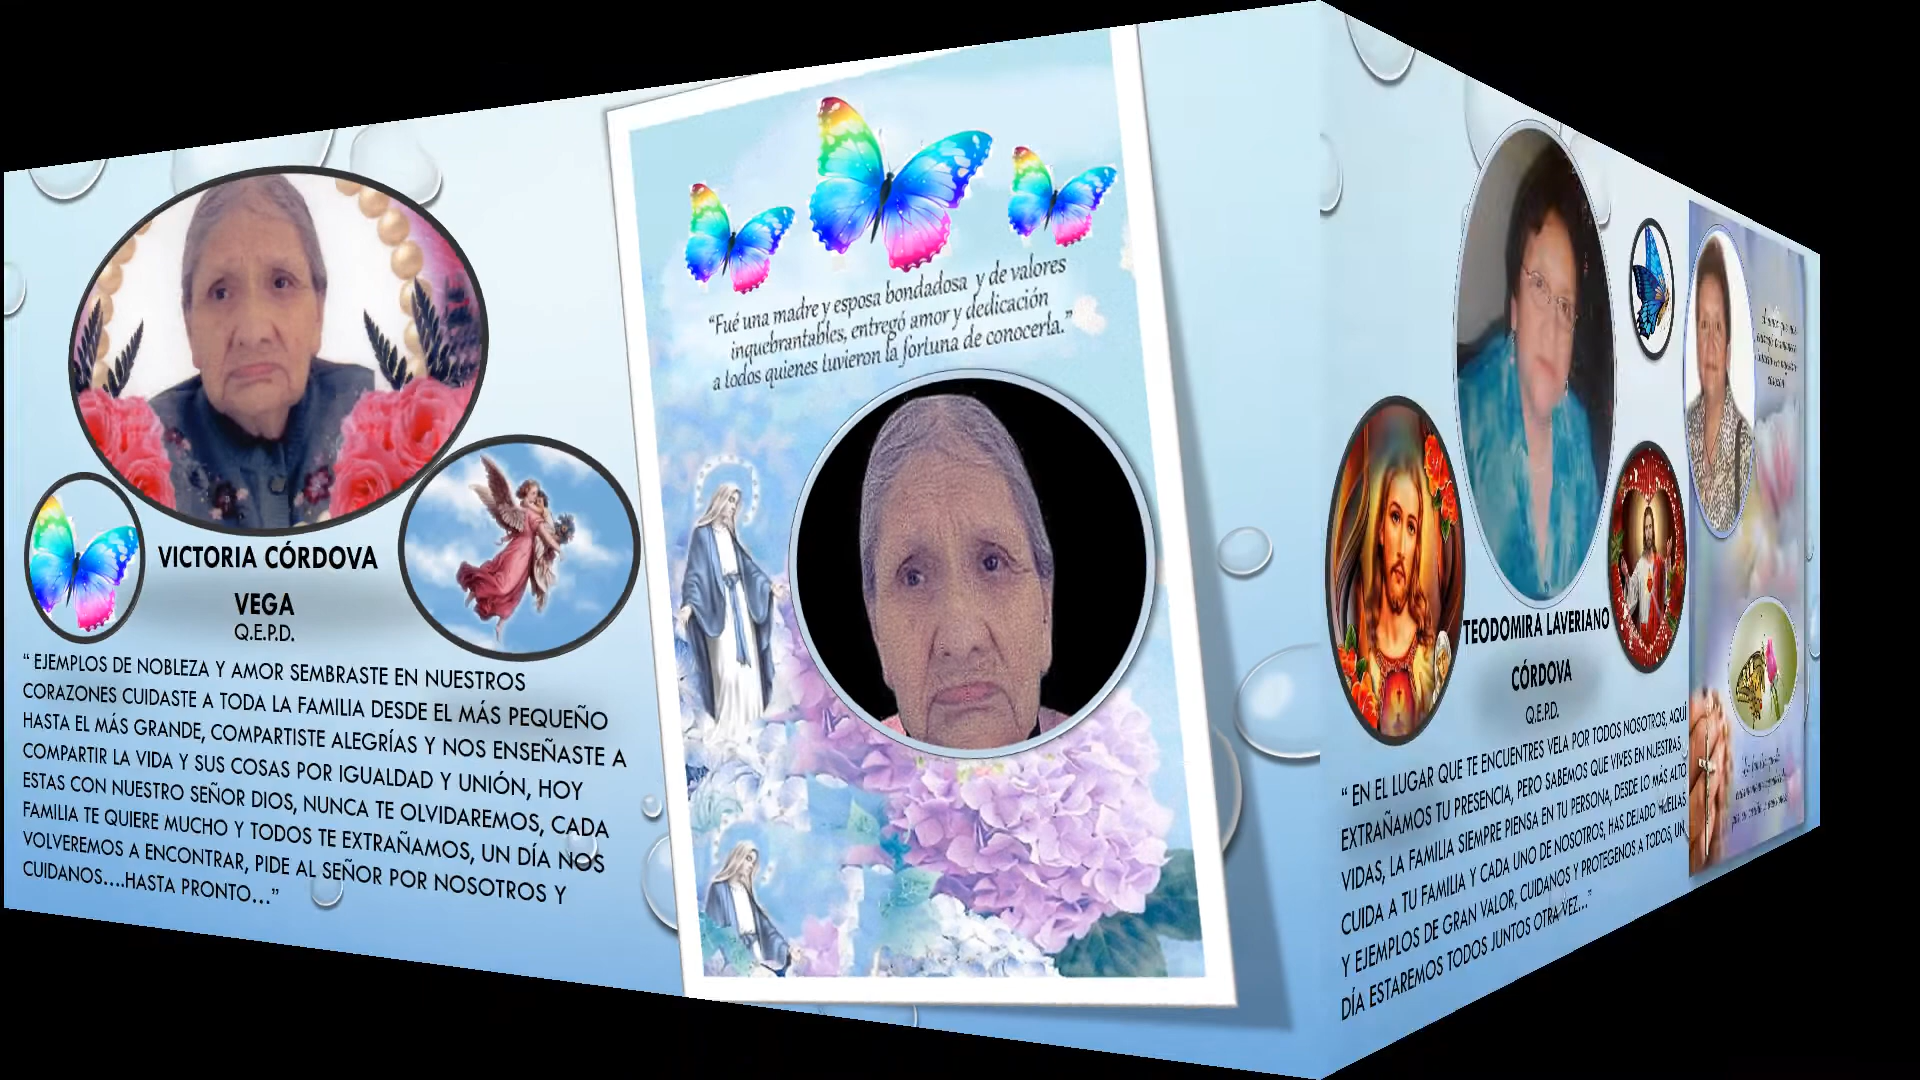 VICTORIA CÓRDOVA
VEGA
Q.E.P.D.
“ EJEMPLOS DE NOBLEZA Y AMOR SEMBRASTE EN NUESTROS
CORAZONES CUIDASTE A TODA LA FAMILIA DESDE EL MÁS PEQUEÑO
HASTA EL MÁS GRANDE, COMPARTISTE ALEGRÍAS Y NOS ENSEÑASTE A
COMPARTIR LA VIDA Y SUS COSAS POR IGUALDAD Y UNIÓN, HOY
ESTAS CON NUESTRO SEÑOR DIOS, NUNCA TE OLVIDAREMOS, CADA
FAMILIA TE QUIERE MUCHO Y TODOS TE EXTRAÑAMOS, UN DÍA NOS
VOLVEREMOS A ENCONTRAR, PIDE AL SEÑOR POR NOSOTROS Y
CUIDANOS....HASTA PRONTO...”
“Fué una madre y esposa bondadosa y de valores
inquebrantables, entregó amor y dedicación
a todos quienes tuvieron la fortuna de conocerla.”
TEODOMIRA LAVERIANO
CÓRDOVA
Q.E.P.D.
“ EN EL LUGAR QUE TE ENCUENTRES VELA POR TODOS NOSOTROS, AQUÍ
EXTRAÑAMOS TU PRESENCIA, PERO SABEMOS QUE VIVES EN NUESTRAS
VIDAS, LA FAMILIA SIEMPRE PIENSA EN TU PERSONA, DESDE LO MÁS ALTO
CUIDA A TU FAMILIA Y CADA UNO DE NOSOTROS, HAS DEJADO HUELLAS
Y EJEMPLOS DE GRAN VALOR, CUIDANOS Y PROTEGENOS A TODOS, UN
DÍA ESTAREMOS TODOS JUNTOS OTRA VEZ...”